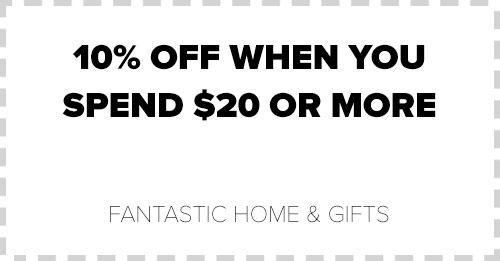 10% OFF WHEN YOU
SPEND $20 OR MORE
FANTASTIC HOME & GIFTS